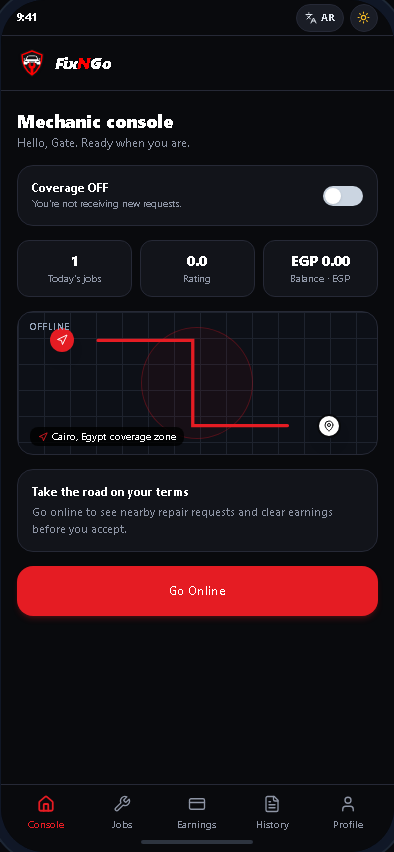 9:41
AR
FixNGo
Mechanic console
Hello, Gate. Ready when you are.
Coverage OFF
You're not receiving new requests.
1
Today's jobs
0.0
Rating
EGP 0.00
Balance · EGP
OFFLINE
Cairo, Egypt coverage zone
Take the road on your terms
Go online to see nearby repair requests and clear earnings
before you accept.
Go Online
Console
Jobs
Earnings
History
Profile